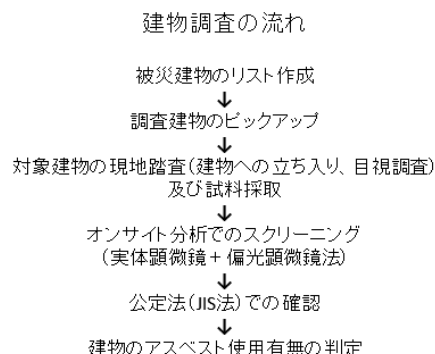 建物調査の流れ
被災建物のリスト作成
↓
調査建物のピックアップ
↓
対象建物の現地踏査(建物への立ち入り、目視調査)
及び試料採取
↓
オンサイト分析でのスクリーニング
(実体顕微鏡+偏光顕微鏡法)
↓
公定法(JIS法)での確認
↓
建物のアスベスト使用有無の判定